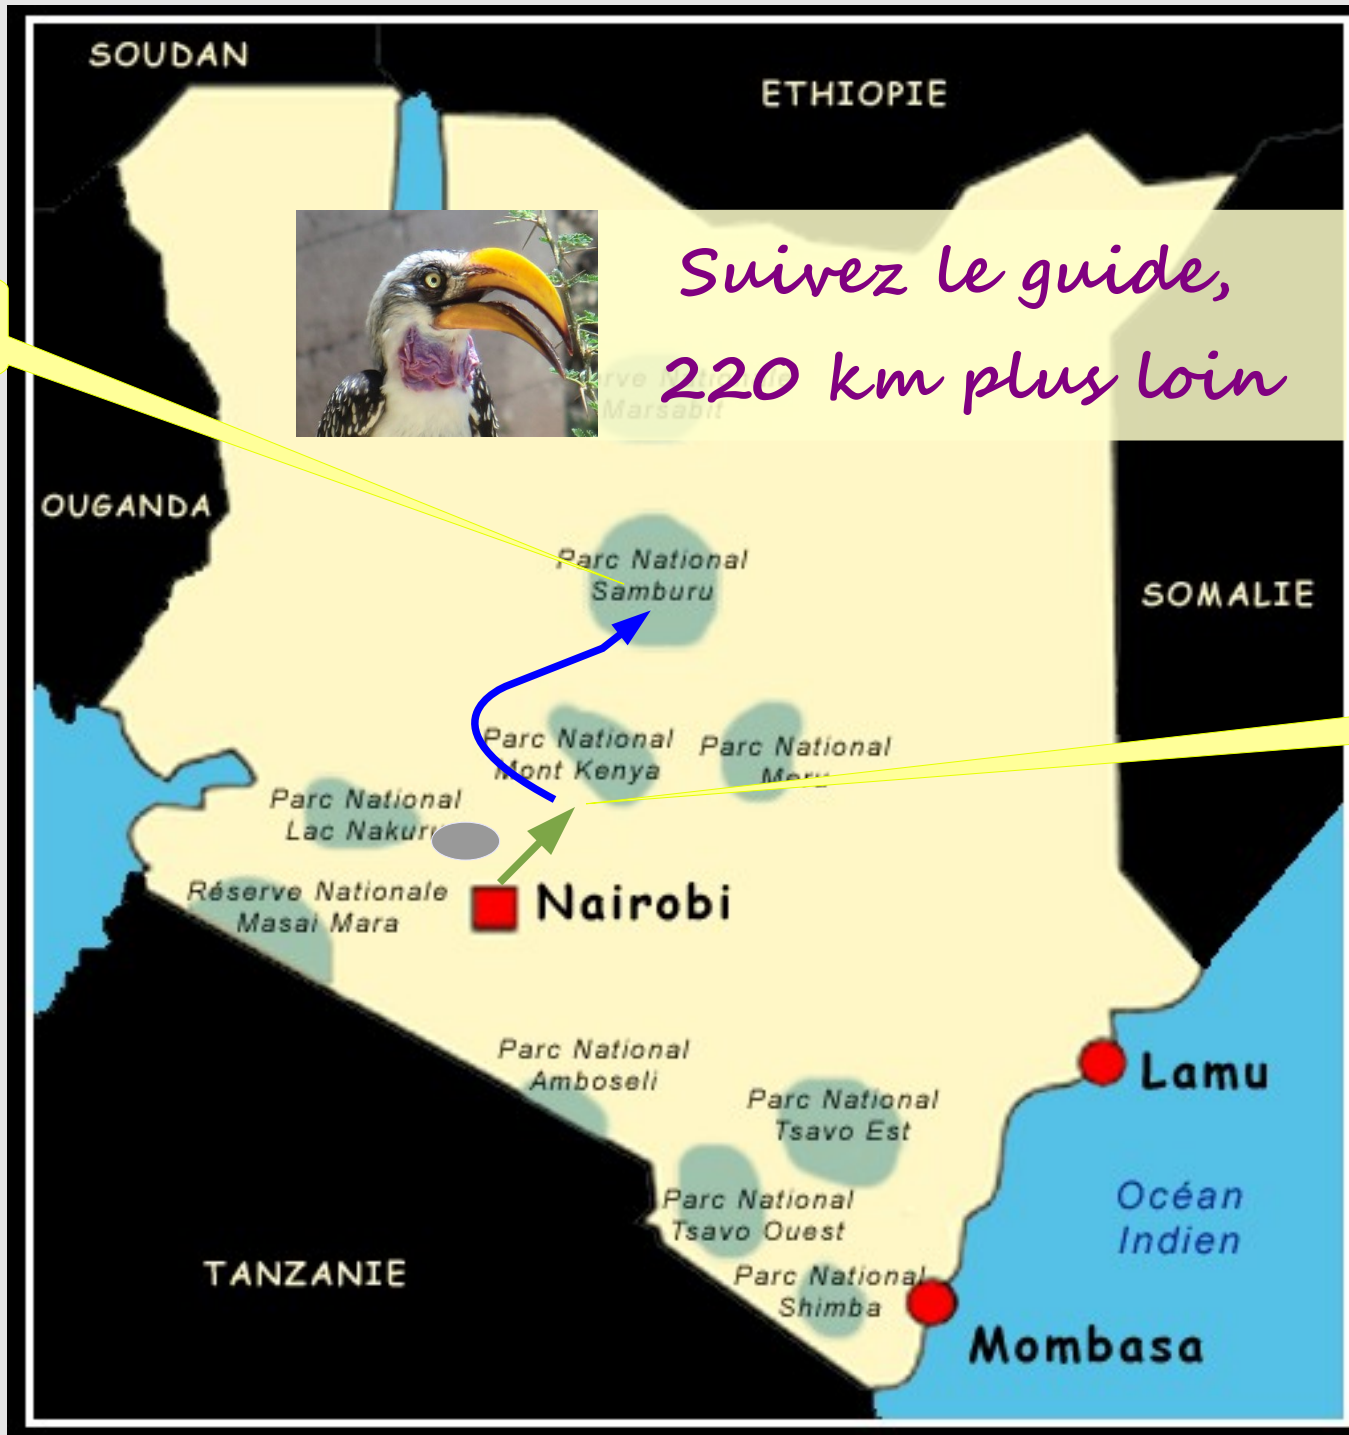 SOUDAN
ETHIOPIE
Suivez le guide,
220 km plus loin
Marsabit
OUGANDA
Parc National
Samburu
SOMALIE
Parc National
Mont Kenya
Parc National
Meru
Parc National
Lac Nakuru
Réserve Nationale
Masai Mara
Nairobi
Parc National
Amboseli
Lamu
Parc National
Tsavo Est
Parc National
Tsavo Ouest
Océan
Indien
TANZANIE
Parc National
Shimba
Mombasa